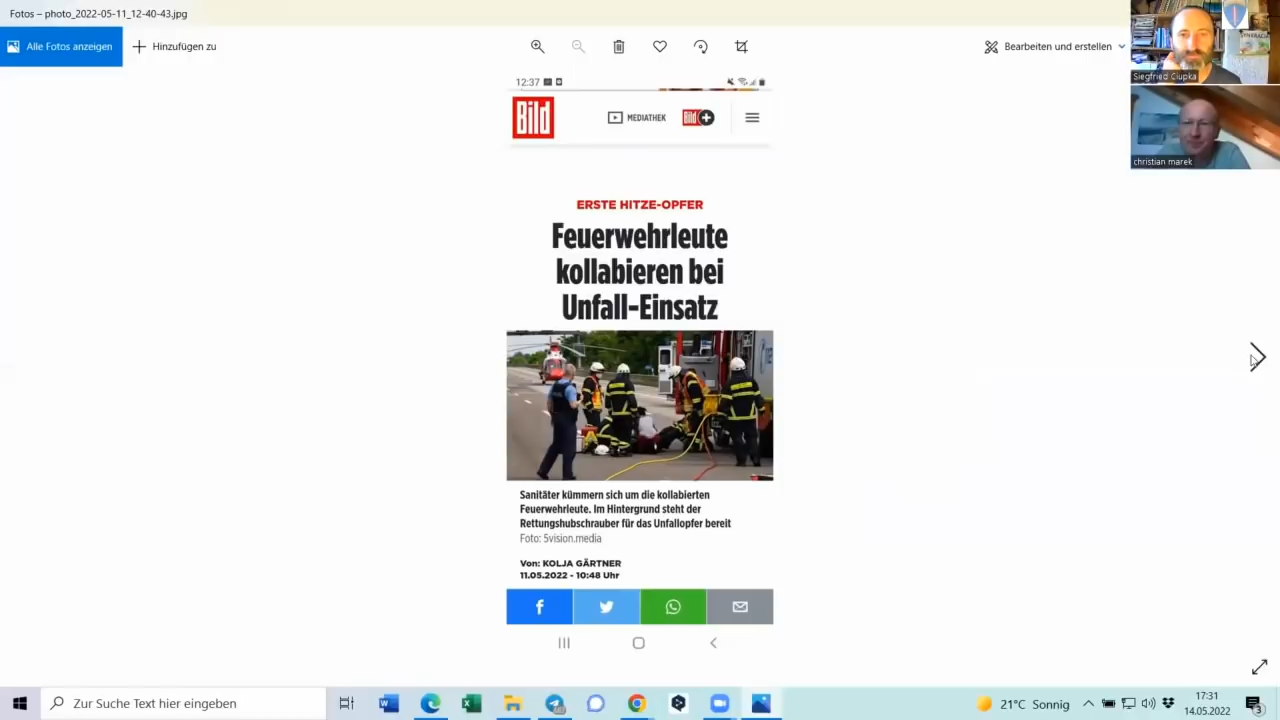 Fotos – photo_2022-05-11_12-40-43.jpg
Alle Fotos anzeigen
Hinzufügen zu
Bearbeiten und erstellen
Siegfried Ciupka
christian marek
12:37
Bild
MEDIATHEK
Bild
ERSTE HITZE-OPFER
Feuerwehrleute
kollabieren bei
Unfall-Einsatz
Sanitäter kümmern sich um die kollabierten
Feuerwehrleute. Im Hintergrund steht der
Rettungshubschrauber für das Unfallopfer bereit
Foto: 5vision.media
Von: KOLJA GÄRTNER
11.05.2022 - 10:48 Uhr
Zur Suche Text hier eingeben
21°C Sonnig
17:31
14.05.2022
3